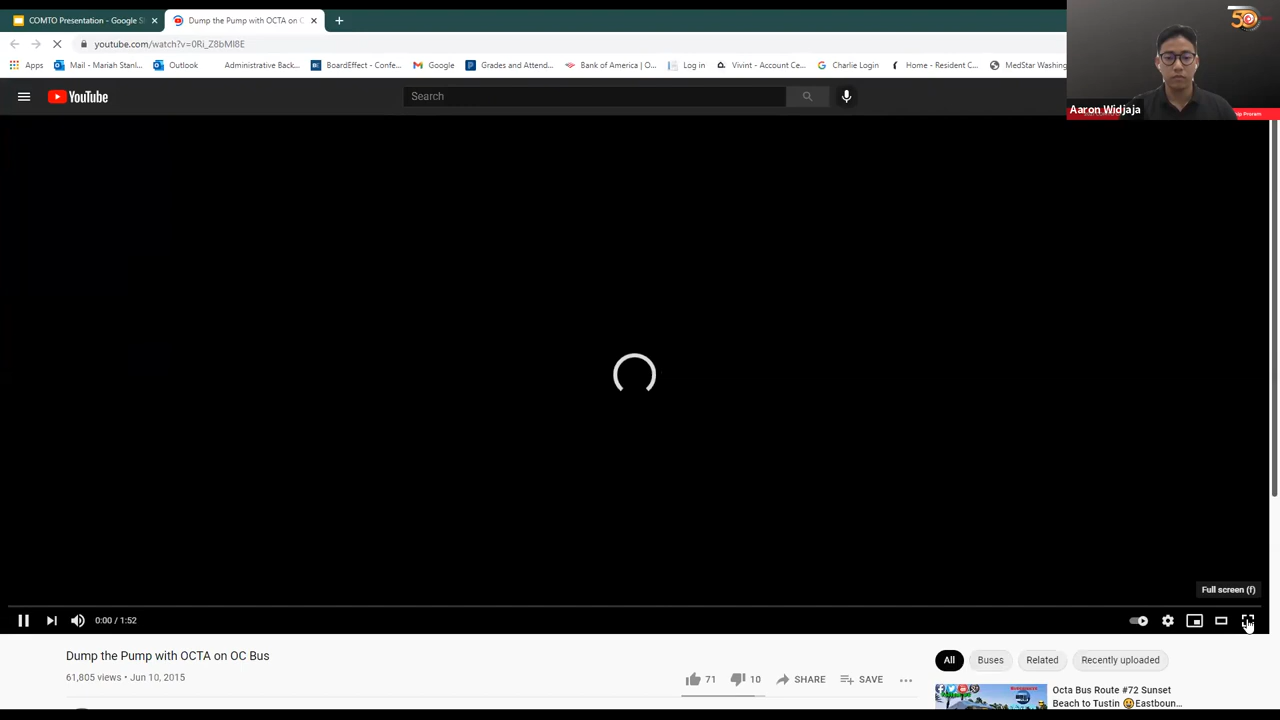 COMTO Presentation - Google S
Dump the Pump with OCTA on O
youtube.com/watch?v=0Ri_Z8bMI8E
Apps
Mail - Mariah Stanl...
Outlook
Administrative Back...
BoardEffect - Confe...
Google
Grades and Attend...
Bank of America | O...
Log in
Vivint - Account Ce...
Charlie Login
Home - Resident C...
MedStar Washing
50
Aaron Widjaja
YouTube
Search
Full screen (f)
0:00 / 1:52
Dump the Pump with OCTA on OC Bus
61,805 views • Jun 10, 2015
71
10
SHARE
SAVE
All
Buses
Related
Recently uploaded
Octa Bus Route #72 Sunset
Beach to Tustin 😃Eastboun...